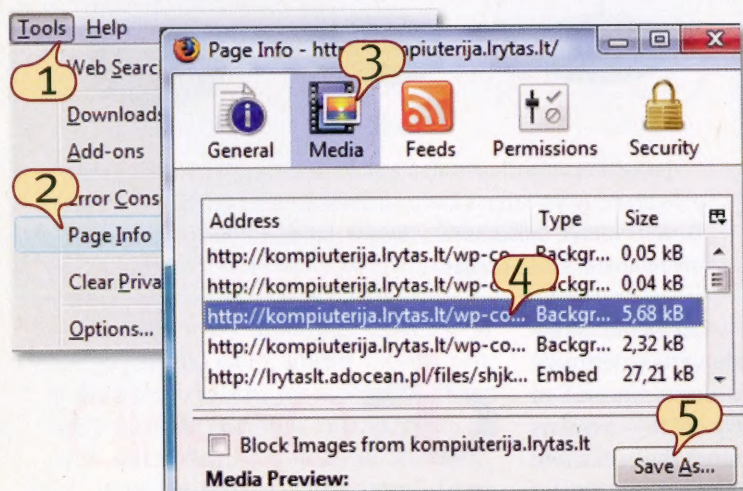 Tools Help
1
Web Searc
Downloads
Add-ons
2
Error Cons
Page Info
Clear Priva
Options...
Page Info - http kompiuterija.lrytas.lt/
3
General Media Feeds Permissions Security
Address Type Size
http://kompiuterija.lrytas.lt/wp-co... Backgr... 0,05 kB
http://kompiuterija.lrytas.lt/wp-c Backgr... 0,04 kB
4
http://kompiuterija.lrytas.lt/wp-co... Backgr... 5,68 kB
http://kompiuterija.lrytas.lt/wp-co... Backgr... 2,32 kB
http://lrytaslt.adocean.pl/files/shjk... Embed 27,21 kB
5
Block Images from kompiuterija.lrytas.lt
Save As...
Media Preview: